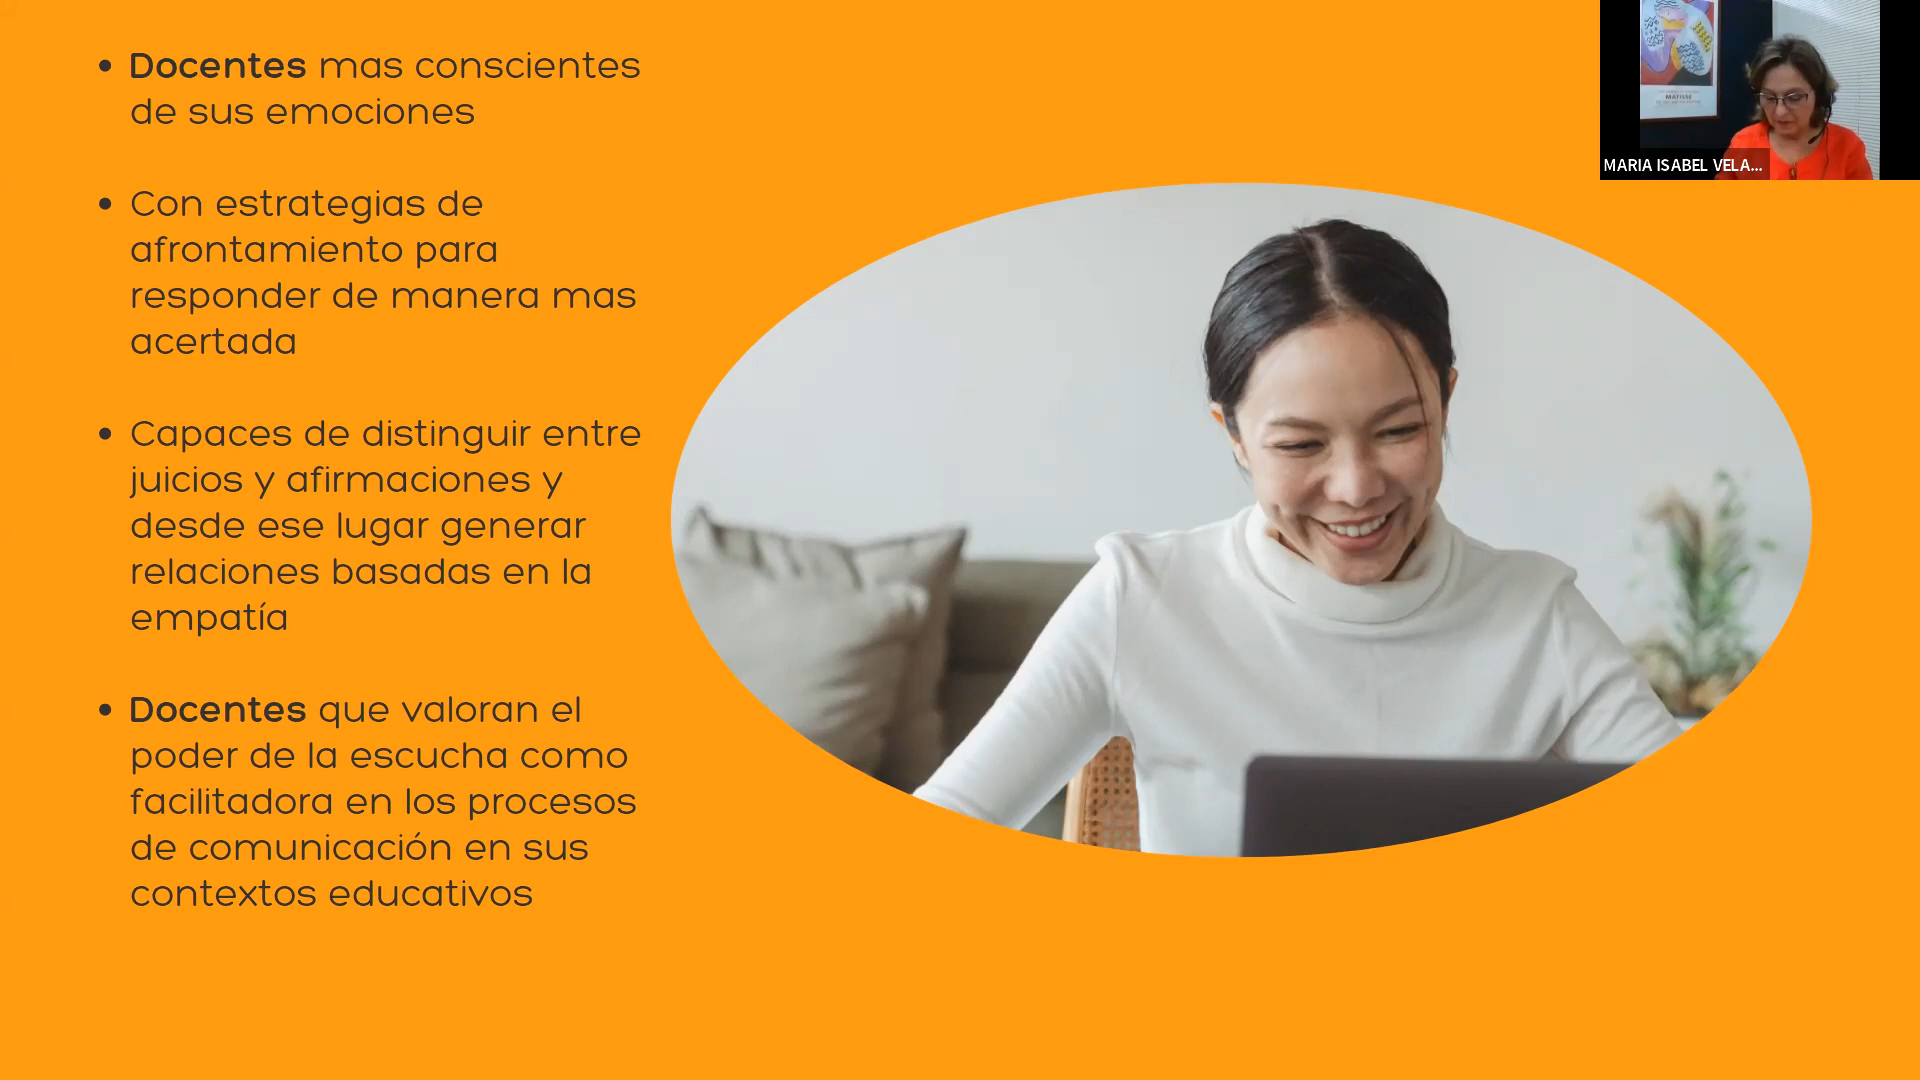 • Docentes mas conscientes
de sus emociones
• Con estrategias de
afrontamiento para
responder de manera mas
acertada
• Capaces de distinguir entre
juicios y afirmaciones y
desde ese lugar generar
relaciones basadas en la
empatía
• Docentes que valoran el
poder de la escucha como
facilitadora en los procesos
de comunicación en sus
contextos educativos
MATISSE
MARIA ISABEL VELA...